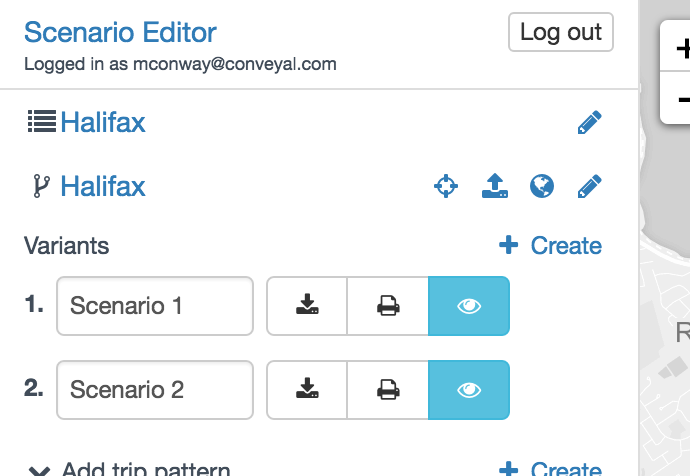 Scenario Editor
Log out
Logged in as mconway@conveyal.com
Halifax
Halifax
Variants
+ Create
1. Scenario 1
2. Scenario 2
Add trip pattern
+ Create
R